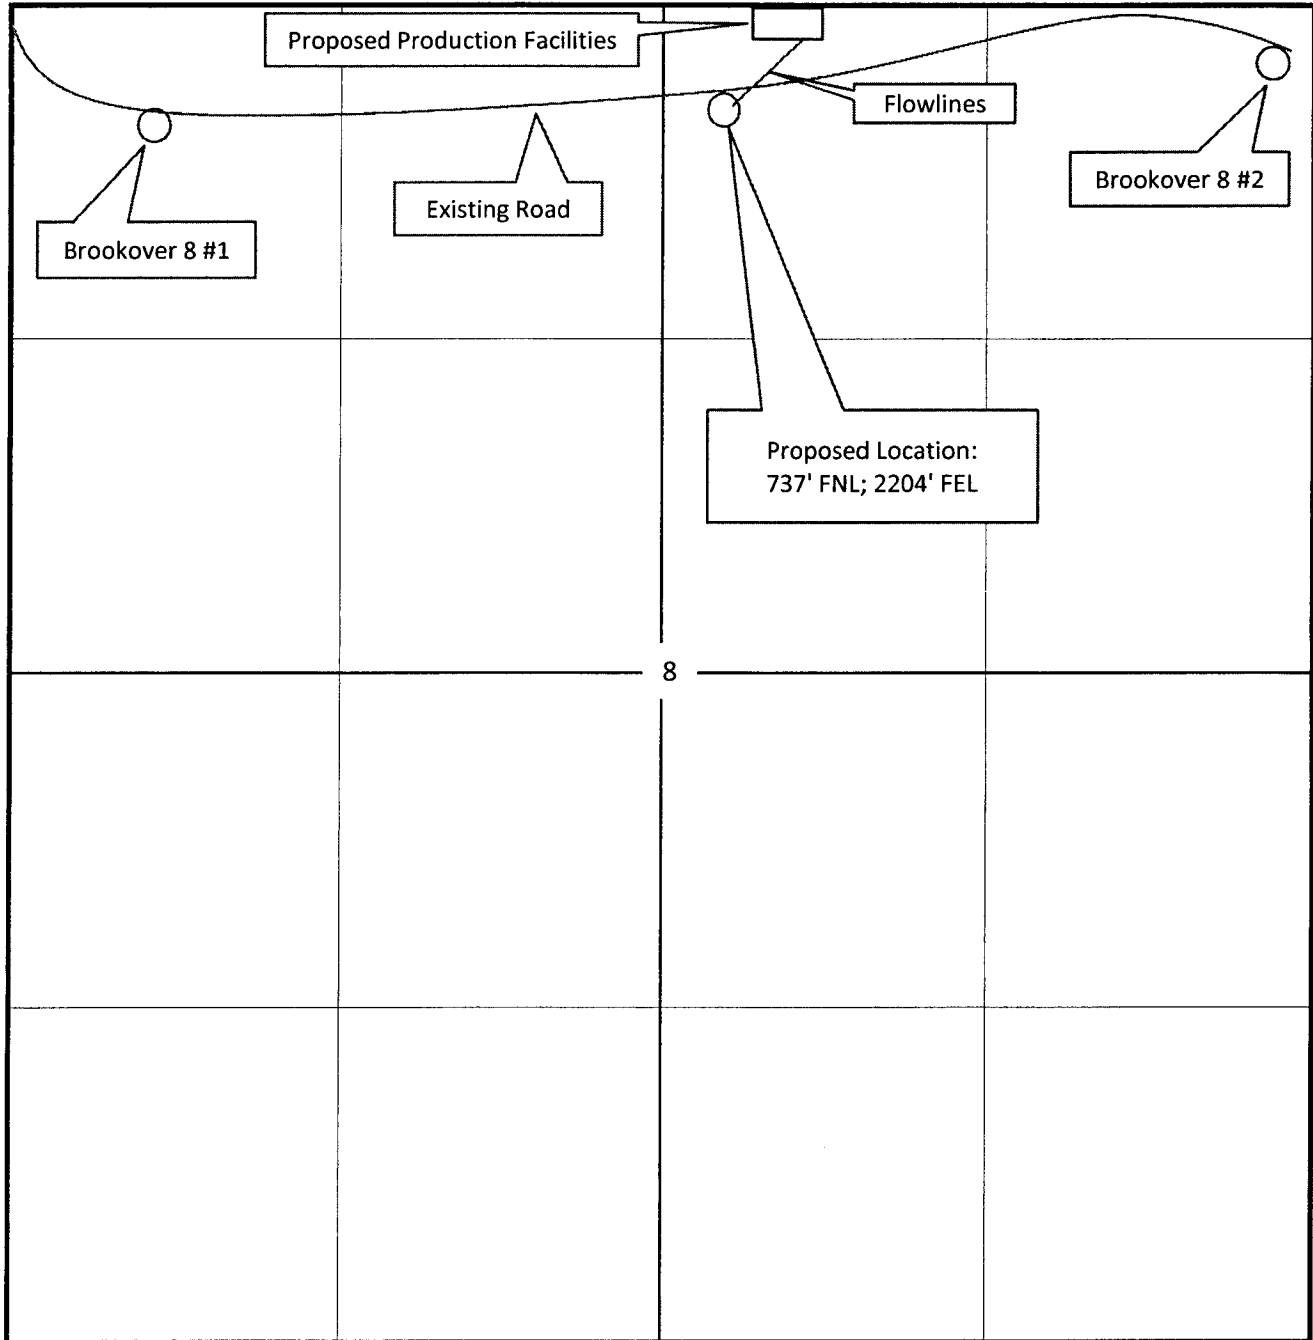 Proposed Production Facilities
Flowlines
Brookover 8 #2
Existing Road
Brookover 8 #1
Proposed Location:
737' FNL; 2204' FEL
8